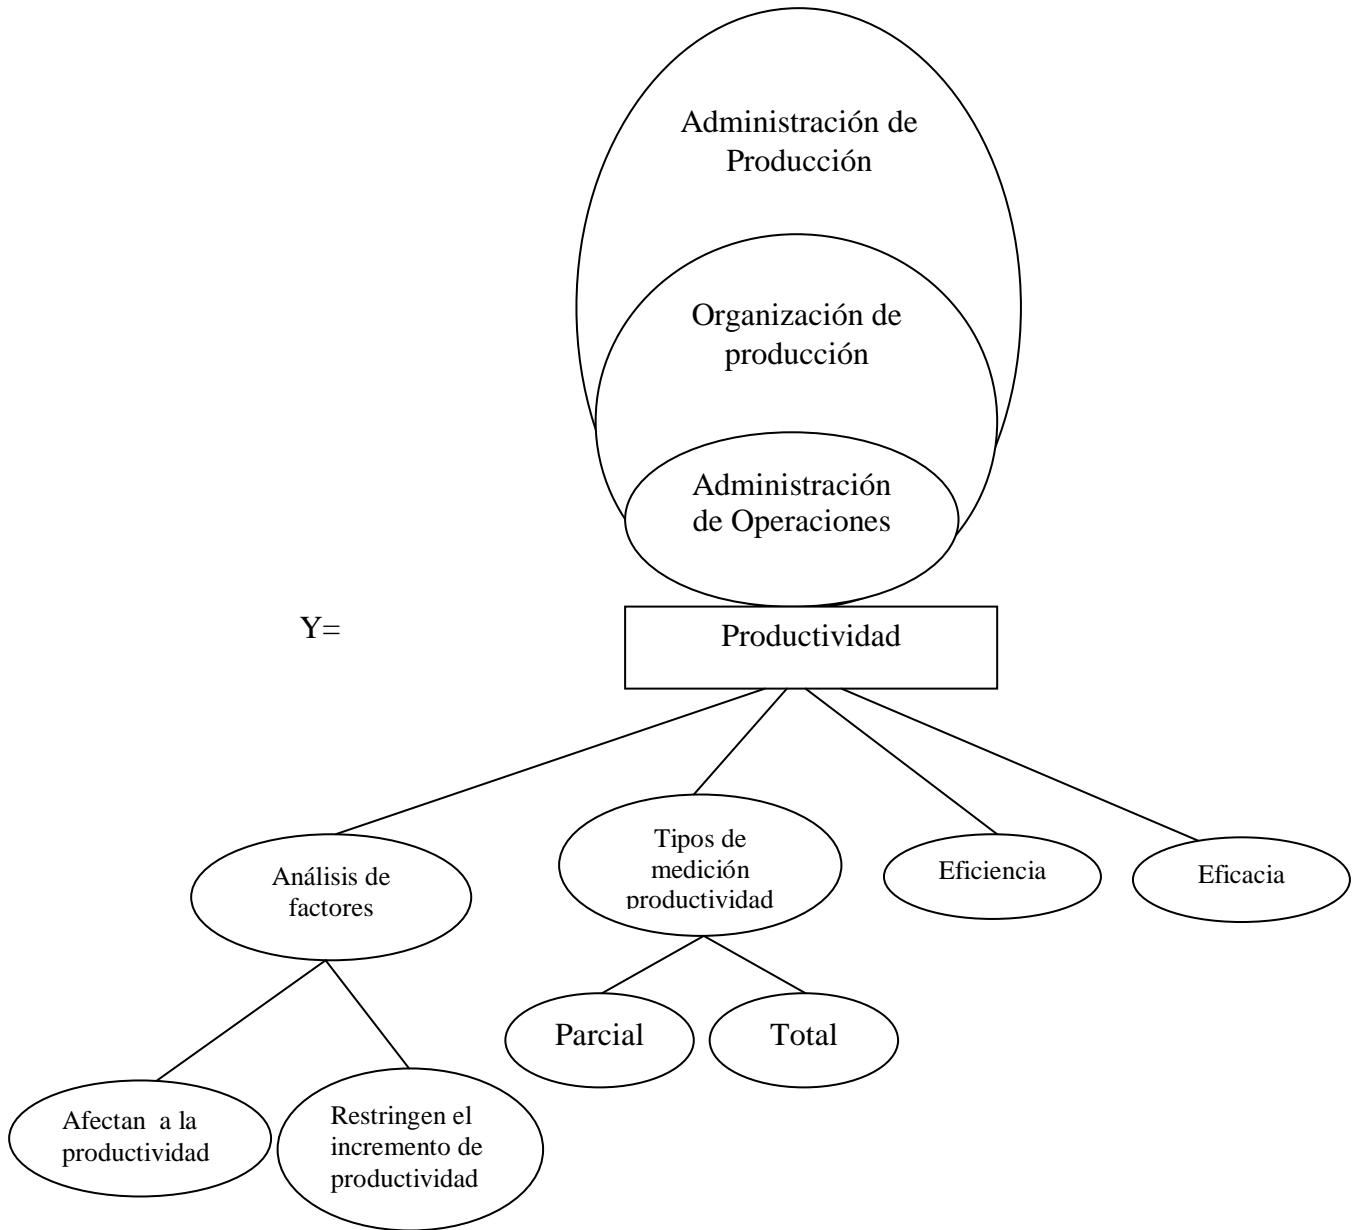 Administración de
Producción
Organización de
producción
Administración
de Operaciones
Y=
Productividad
Análisis de
factores
Tipos de
medición
productividad
Eficiencia
Eficacia
Parcial
Total
Afectan  a la
productividad
Restringen el
incremento de
productividad